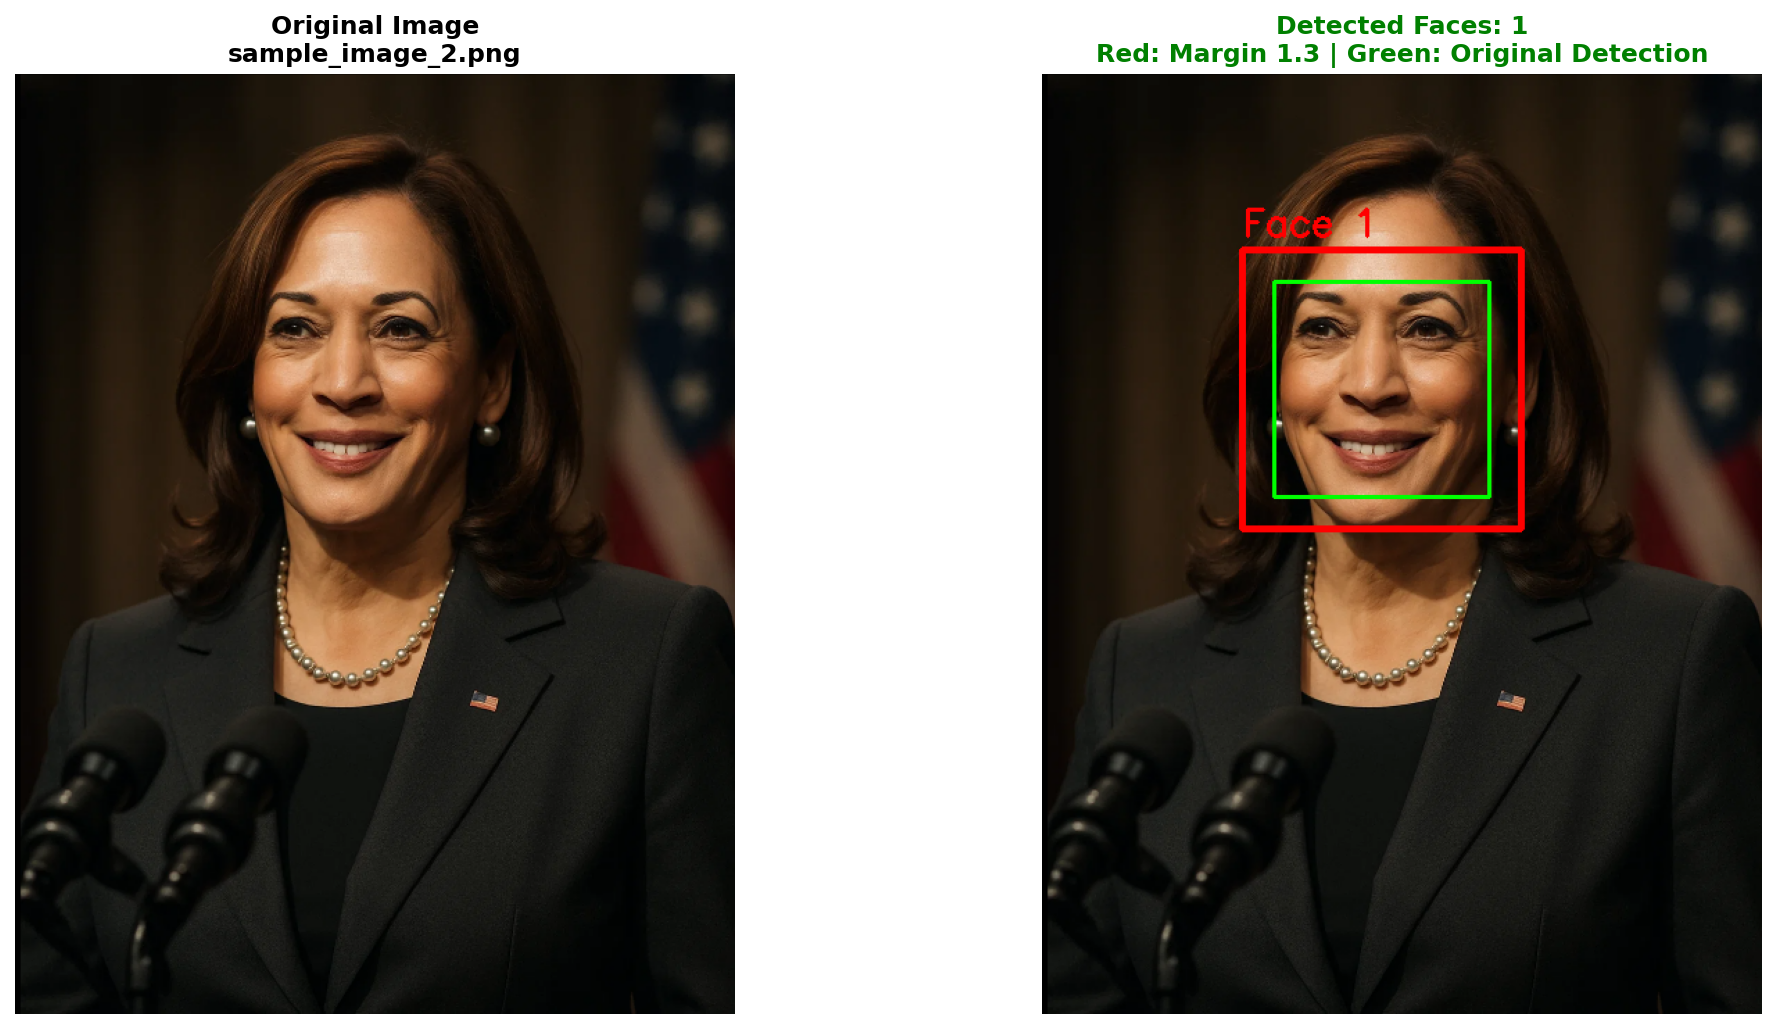 Original Image
sample_image_2.png
Detected Faces: 1
Red: Margin 1.3 | Green: Original Detection
Face 1